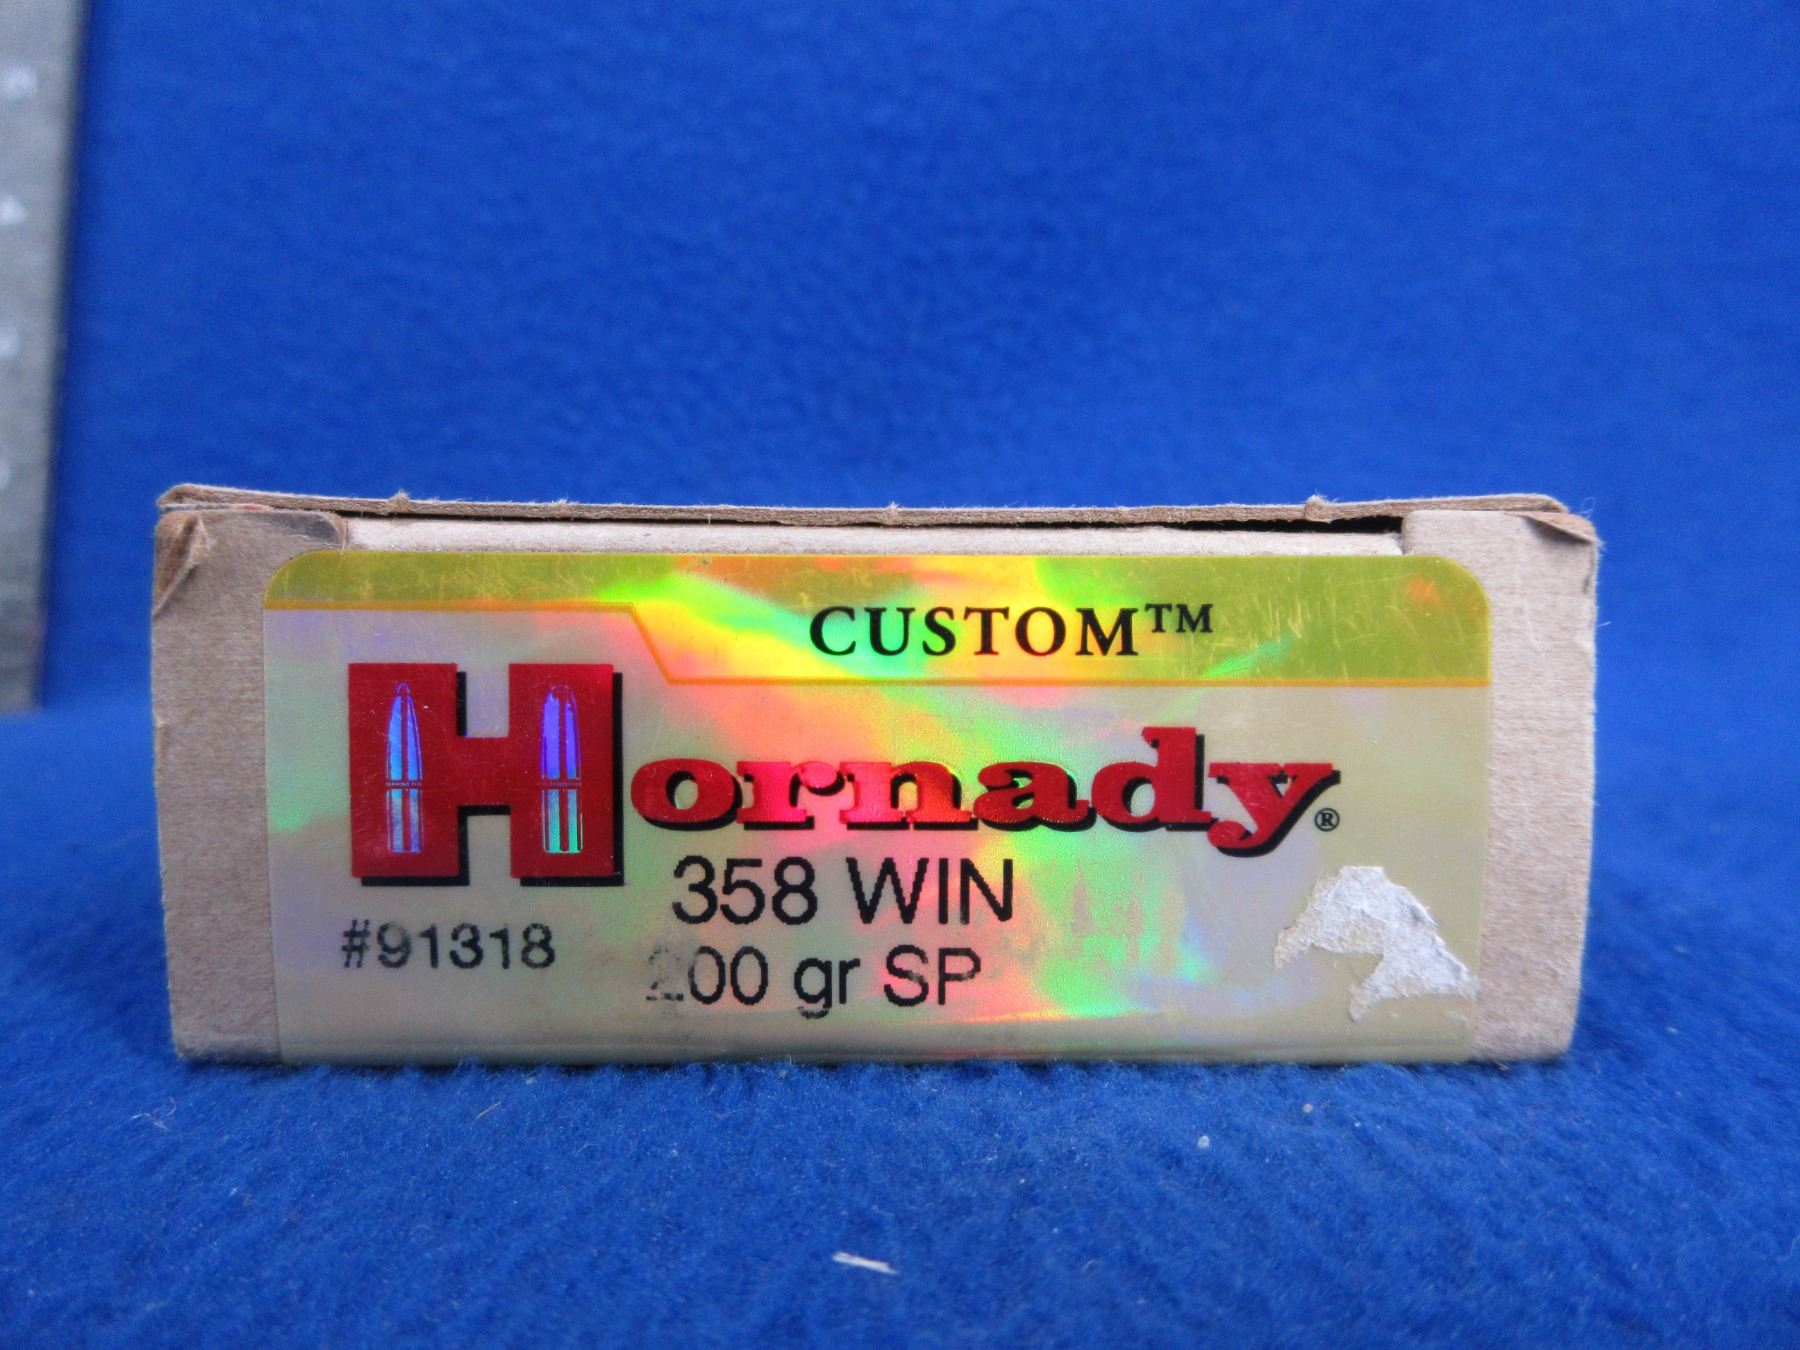 CUSTOM™
Hornady®
358 WIN
#91318
200 gr SP